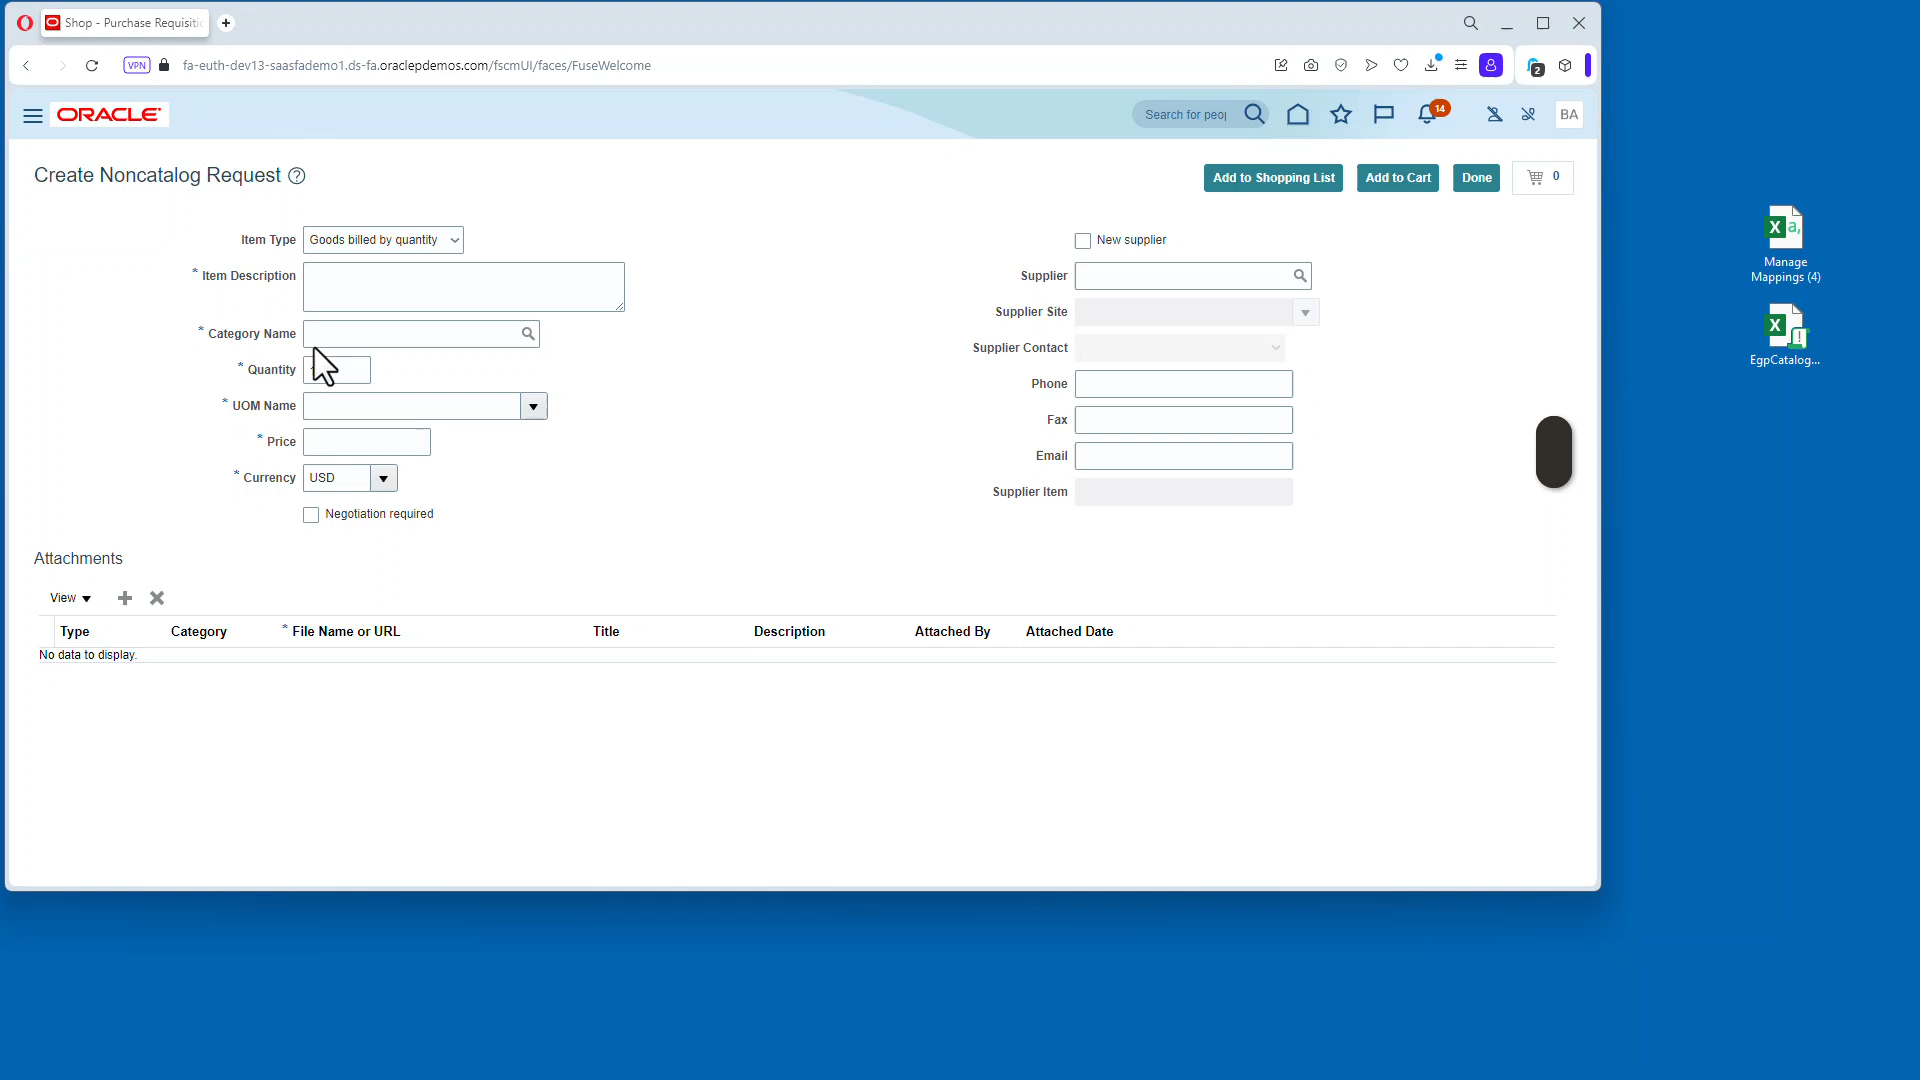 Shop - Purchase Requisitio
VPN
fa-euth-dev13-saasfademo1.ds-fa.oraclepdemos.com/fscmUI/faces/FuseWelcome
2
ORACLE
Search for peop
14
BA
Create Noncatalog Request
Add to Shopping List
Add to Cart
Done
0
Item Type
Goods billed by quantity
* Item Description
* Category Name
* Quantity
* UOM Name
* Price
* Currency
USD
Negotiation required
New supplier
Supplier
Supplier Site
Supplier Contact
Phone
Fax
Email
Supplier Item
Attachments
View
Type Category * File Name or URL Title Description Attached By Attached Date
No data to display.
Manage
Mappings (4)
EgpCatalog...